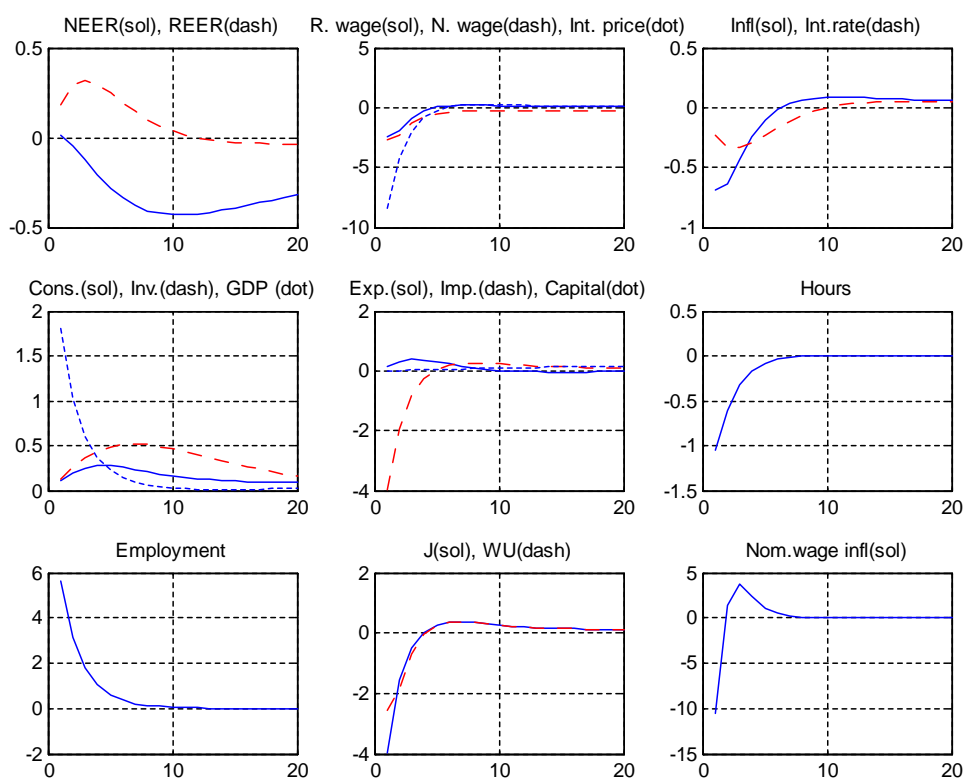 NEER(sol), REER(dash)
0.5
0
-0.5
0 10 20
R. wage(sol), N. wage(dash), Int. price(dot)
5
0
-5
-10
0 10 20
Infl(sol), Int.rate(dash)
0.5
0
-0.5
-1
0 10 20
Cons.(sol), Inv.(dash), GDP (dot)
2
1.5
1
0.5
0
0 10 20
Exp.(sol), Imp.(dash), Capital(dot)
2
0
-2
-4
0 10 20
Hours
0.5
0
-0.5
-1
-1.5
0 10 20
Employment
6
4
2
0
-2
0 10 20
J(sol), WU(dash)
2
0
-2
-4
0 10 20
Nom.wage infl(sol)
5
0
-5
-10
-15
0 10 20